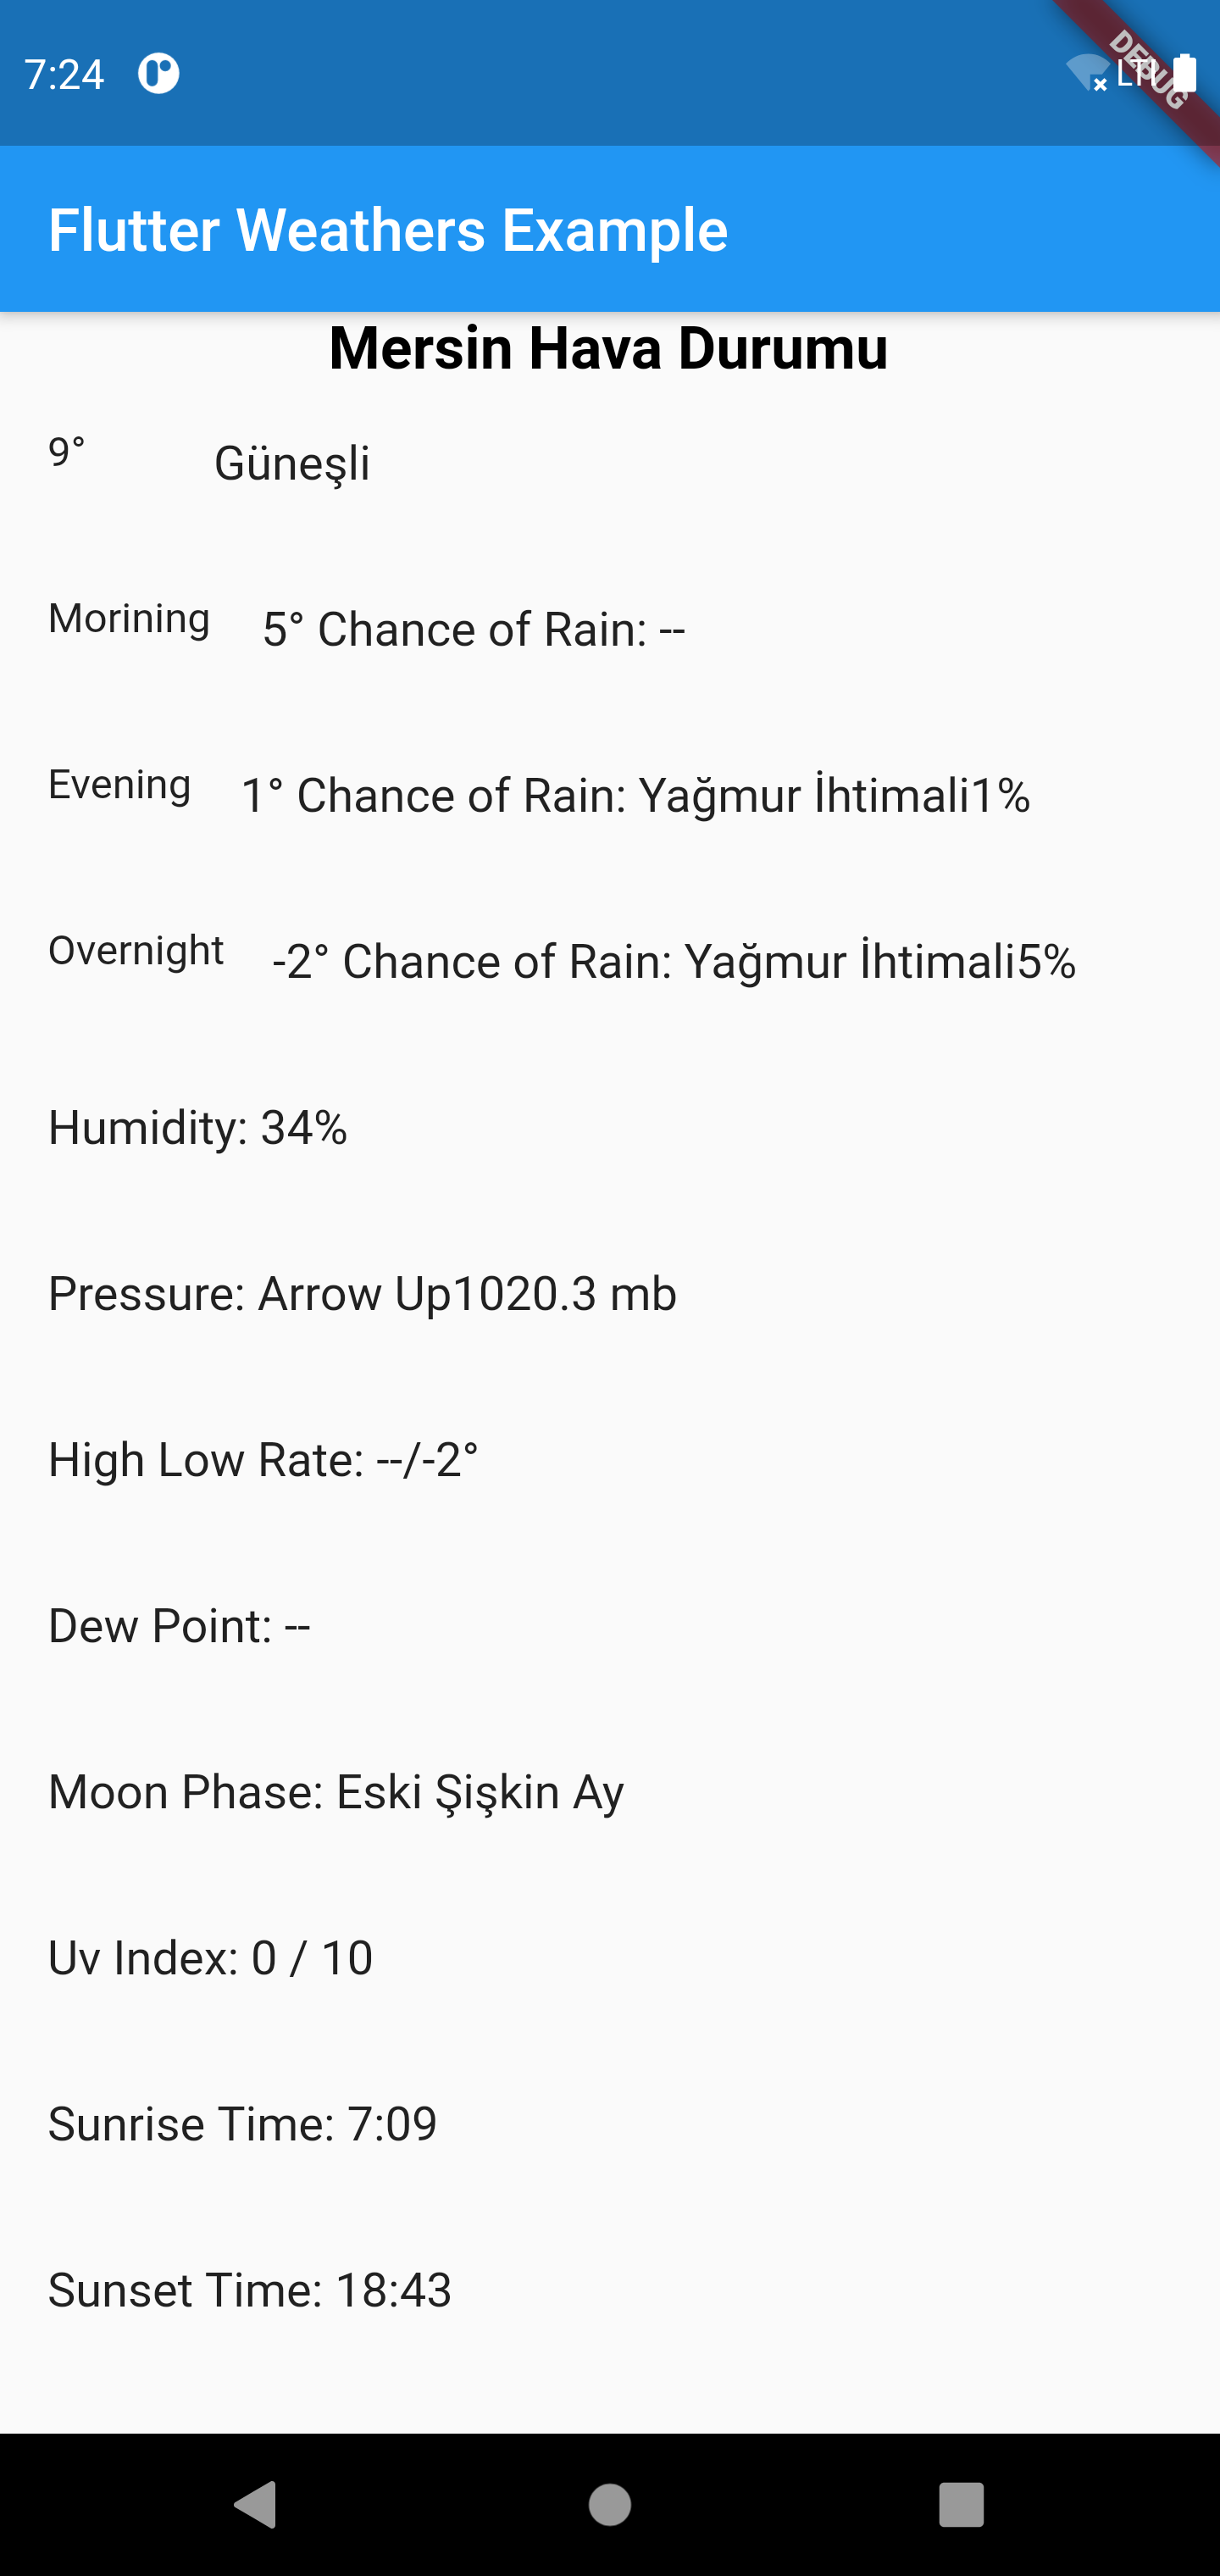 7:24
LTE
DEBUG
Flutter Weathers Example
Mersin Hava Durumu
9° Güneşli
Morining 5° Chance of Rain: --
Evening 1° Chance of Rain: Yağmur İhtimali1%
Overnight -2° Chance of Rain: Yağmur İhtimali5%
Humidity: 34%
Pressure: Arrow Up1020.3 mb
High Low Rate: --/-2°
Dew Point: --
Moon Phase: Eski Şişkin Ay
Uv Index: 0 / 10
Sunrise Time: 7:09
Sunset Time: 18:43